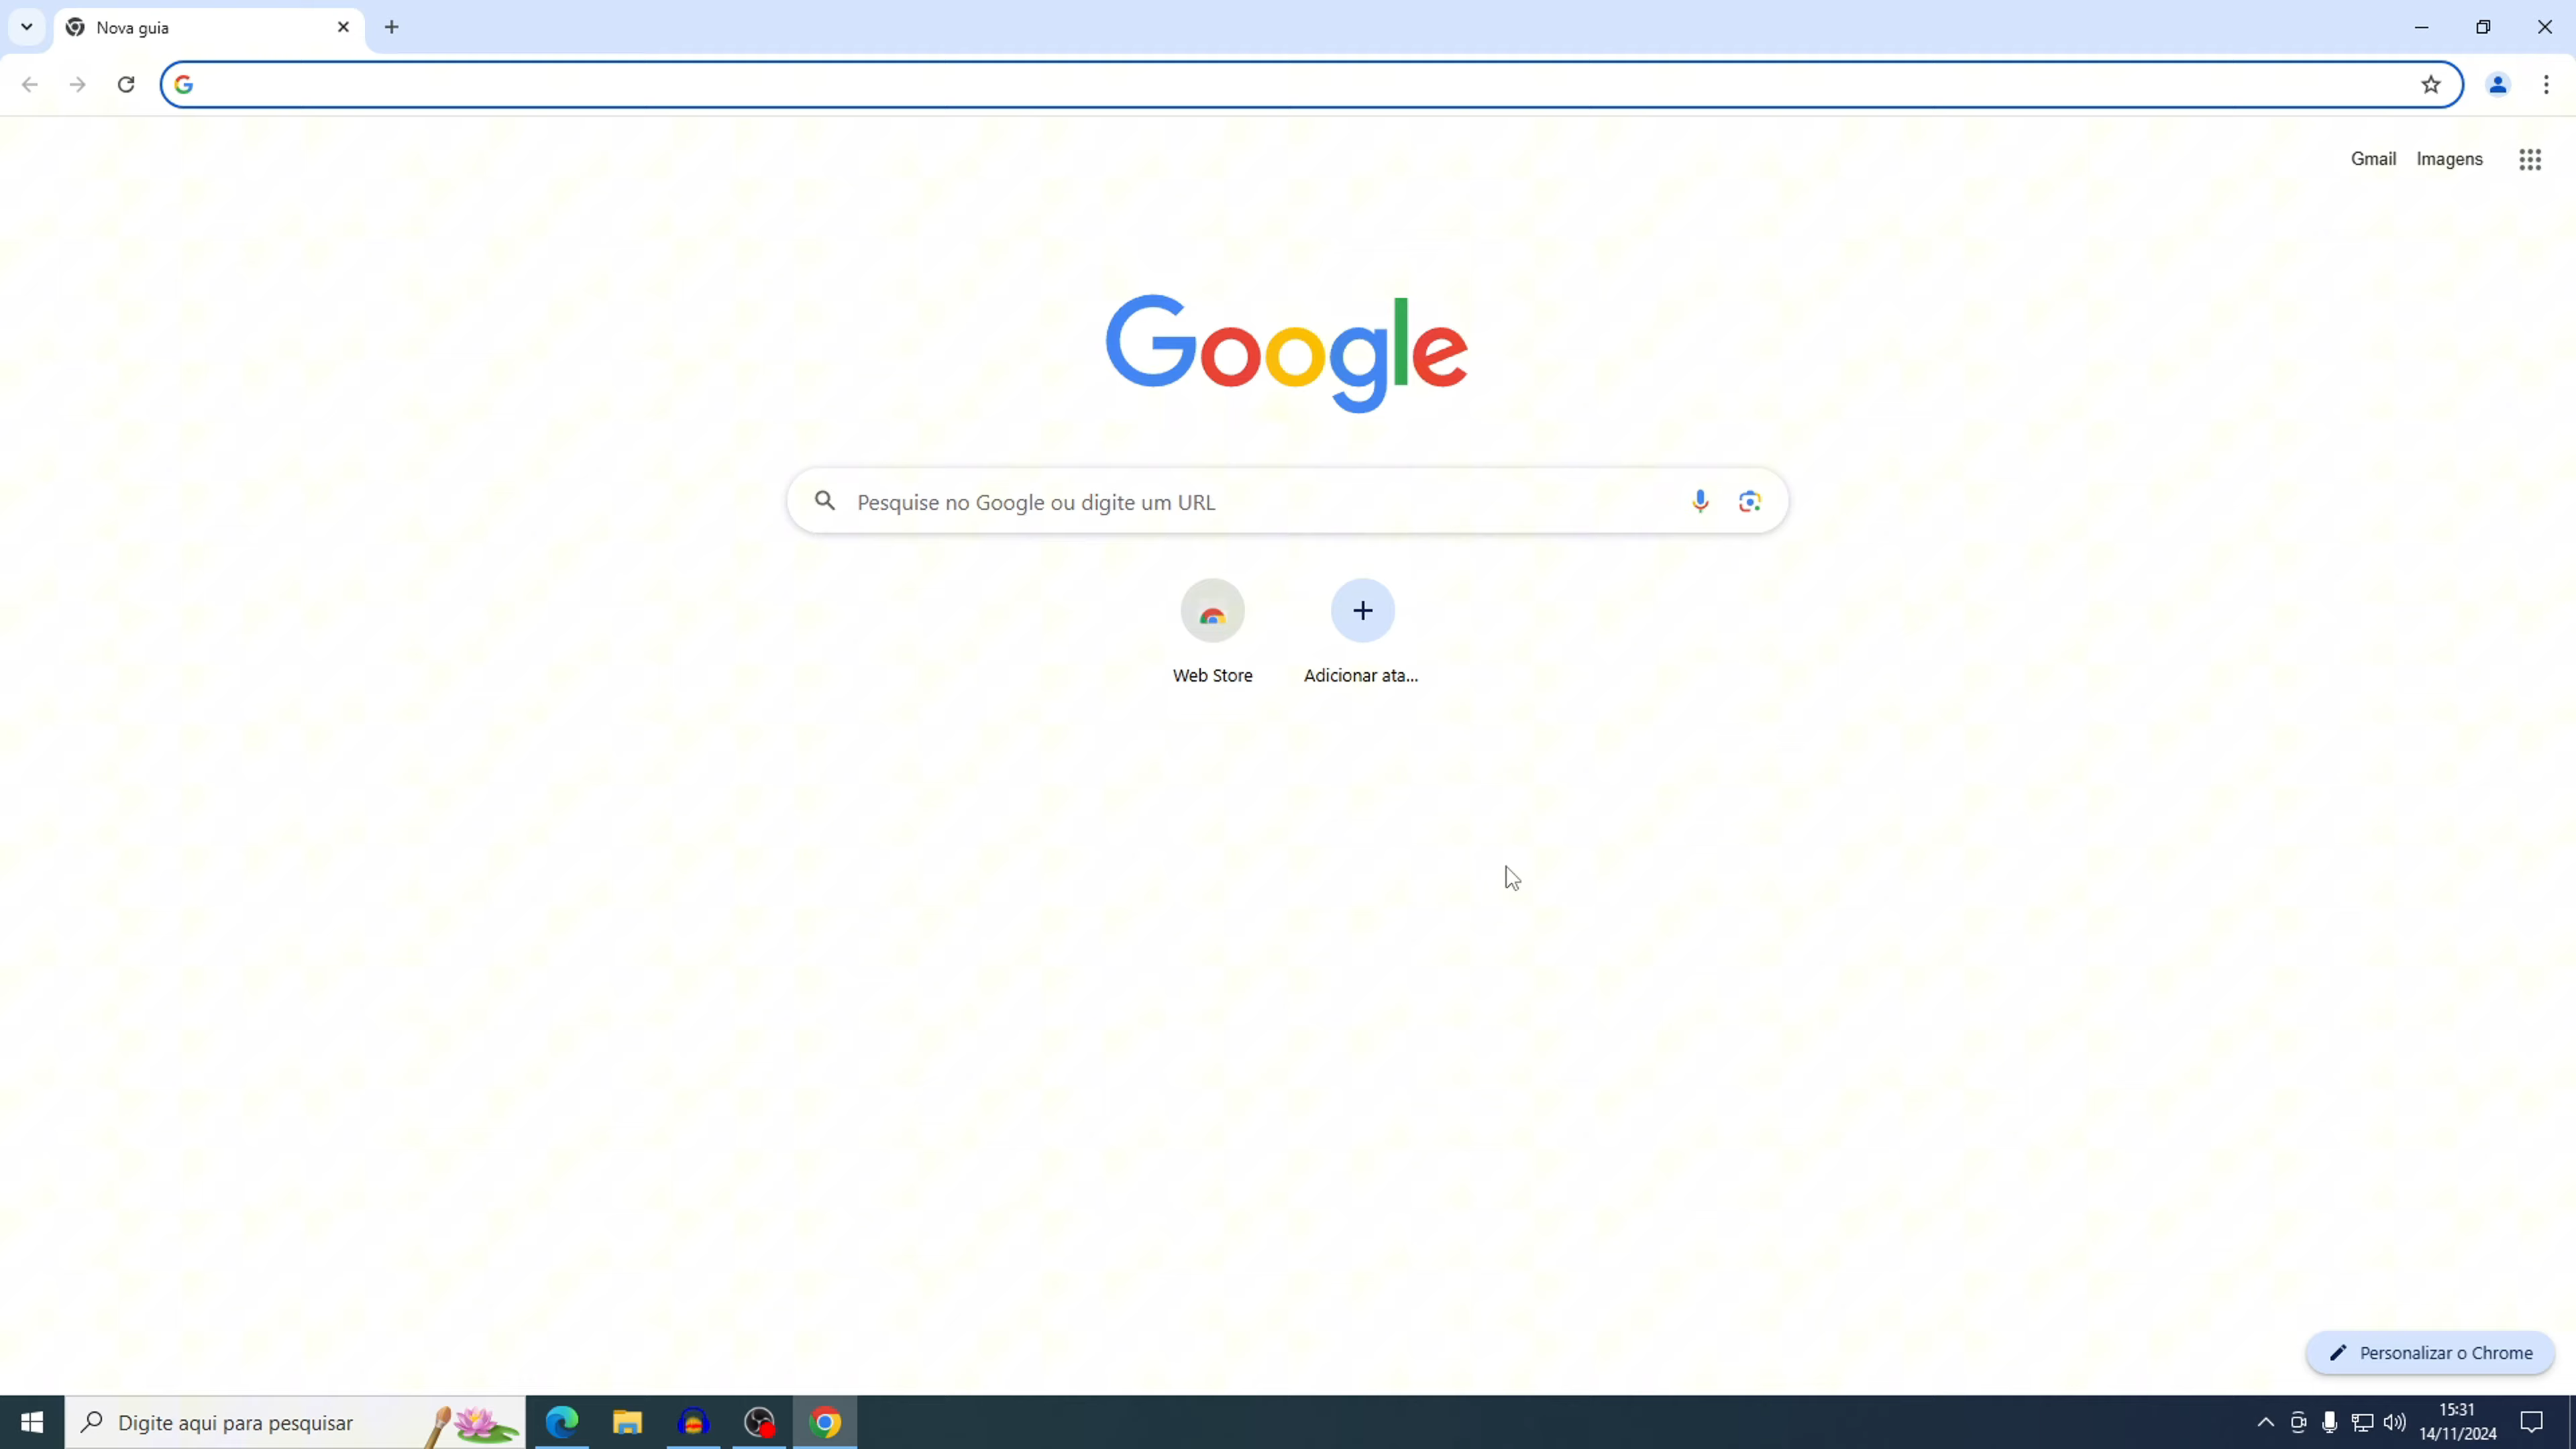 Nova guia
Gmail Imagens
Google
Pesquise no Google ou digite um URL
Web Store
Adicionar ata...
Personalizar o Chrome
Digite aqui para pesquisar
15:31
14/11/2024